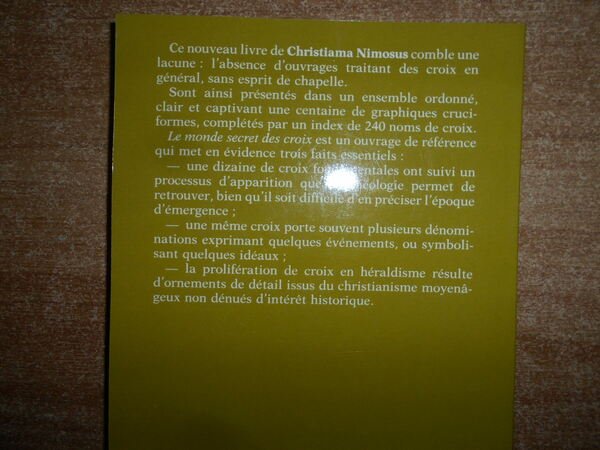 Ce nouveau livre de Christiama Nimosus comble une
lacune : l'absence d'ouvrages traitant des croix en
général, sans esprit de chapelle.
Sont ainsi présentés dans un ensemble ordonné,
clair et captivant une centaine de graphiques cruci-
formes, complétés par un index de 240 noms de croix.
Le monde secret des croix est un ouvrage de référence
qui met en évidence trois faits essentiels :
— une dizaine de croix fondamentales ont suivi un
processus d'apparition que permet de
retrouver, bien qu'il soit difficile d'en préciser l'époque
d'émergence ;
— une même croix porte souvent plusieurs dénomi-
nations exprimant quelques événements, ou symboli-
sant quelques idéaux ;
— la prolifération de croix en héraldisme résulte
d'ornements de détail issus du christianisme moyenâ-
geux non dénués d'intérêt historique.